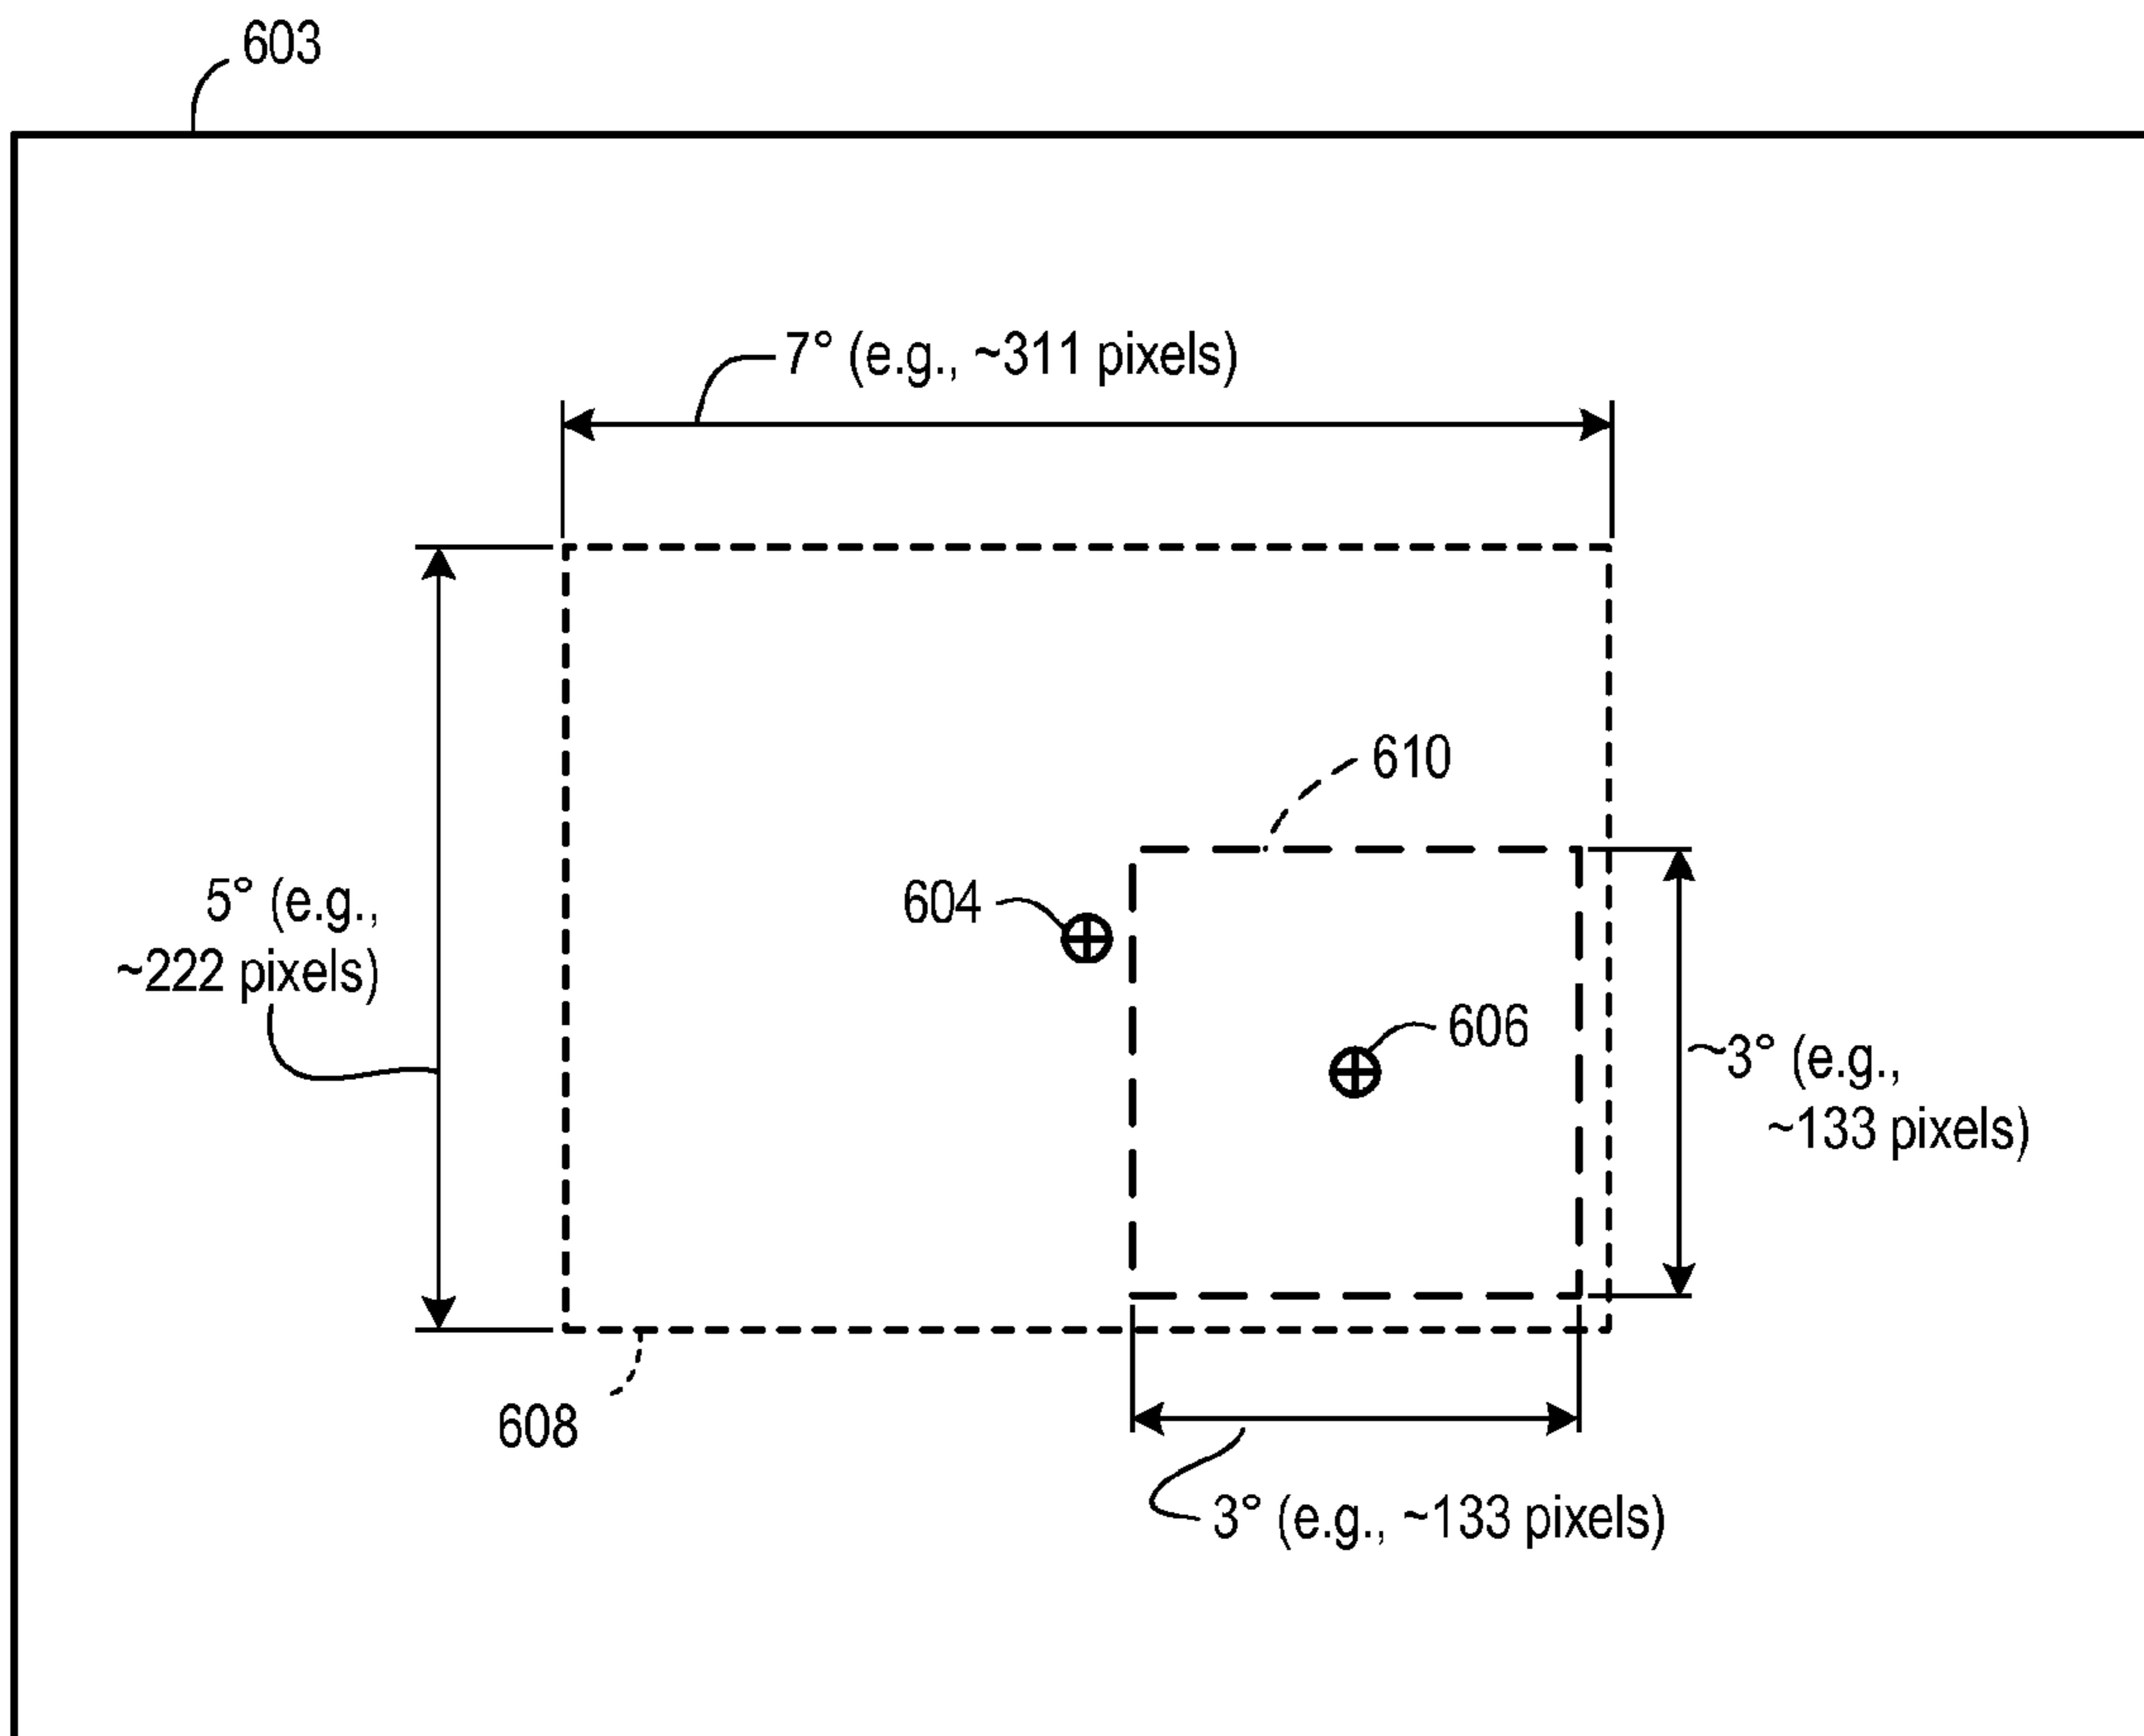 603
7° (e.g., ~311 pixels)
610
604
5° (e.g.,
~222 pixels)
606
3° (e.g.,
~133 pixels)
608
3° (e.g., ~133 pixels)